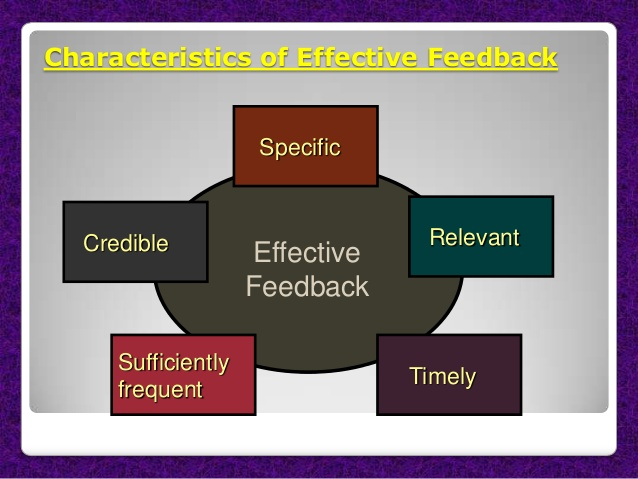 Characteristics of Effective Feedback
Specific
Credible
Relevant
Effective
Feedback
Sufficiently
frequent
Timely